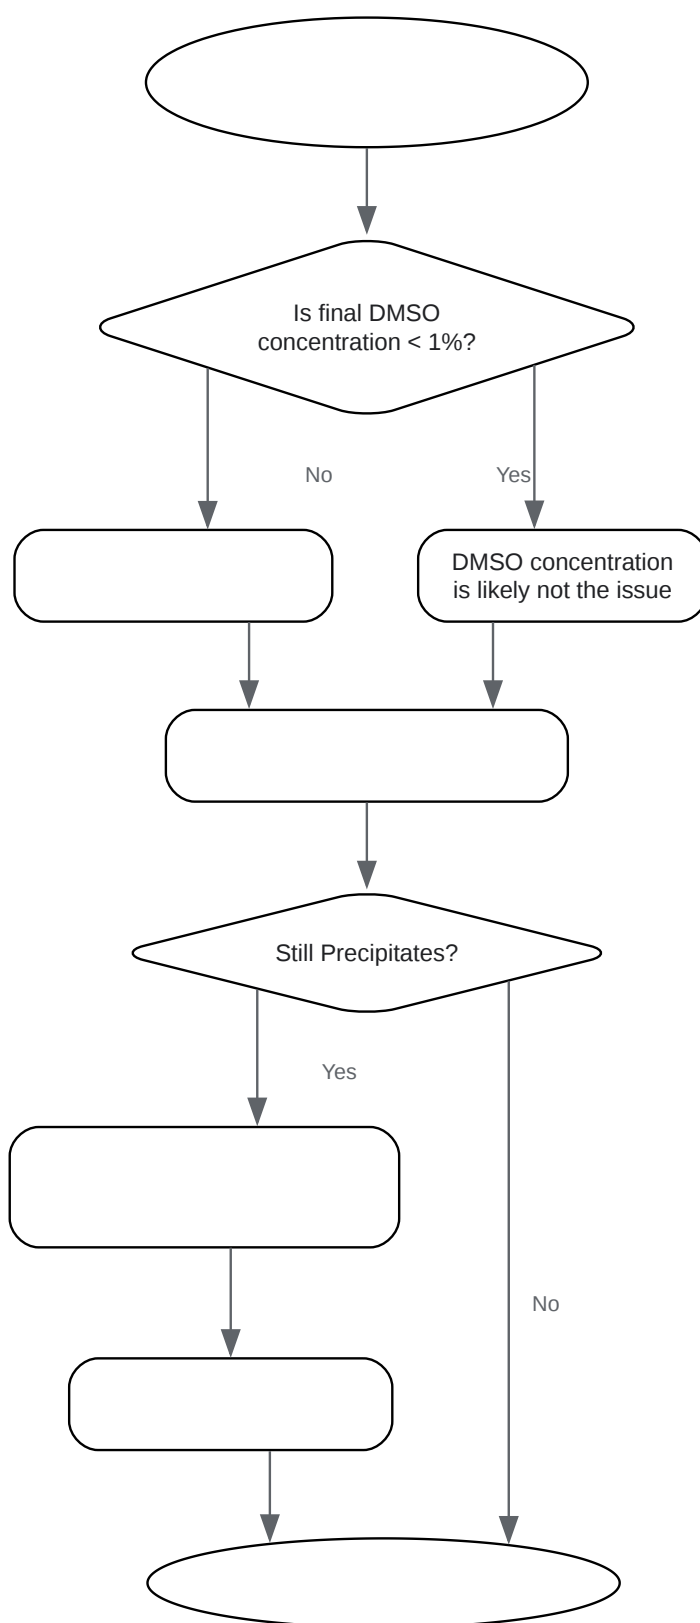 Is final DMSO
concentration < 1%?
No
Yes
DMSO concentration
is likely not the issue
Still Precipitates?
Yes
No